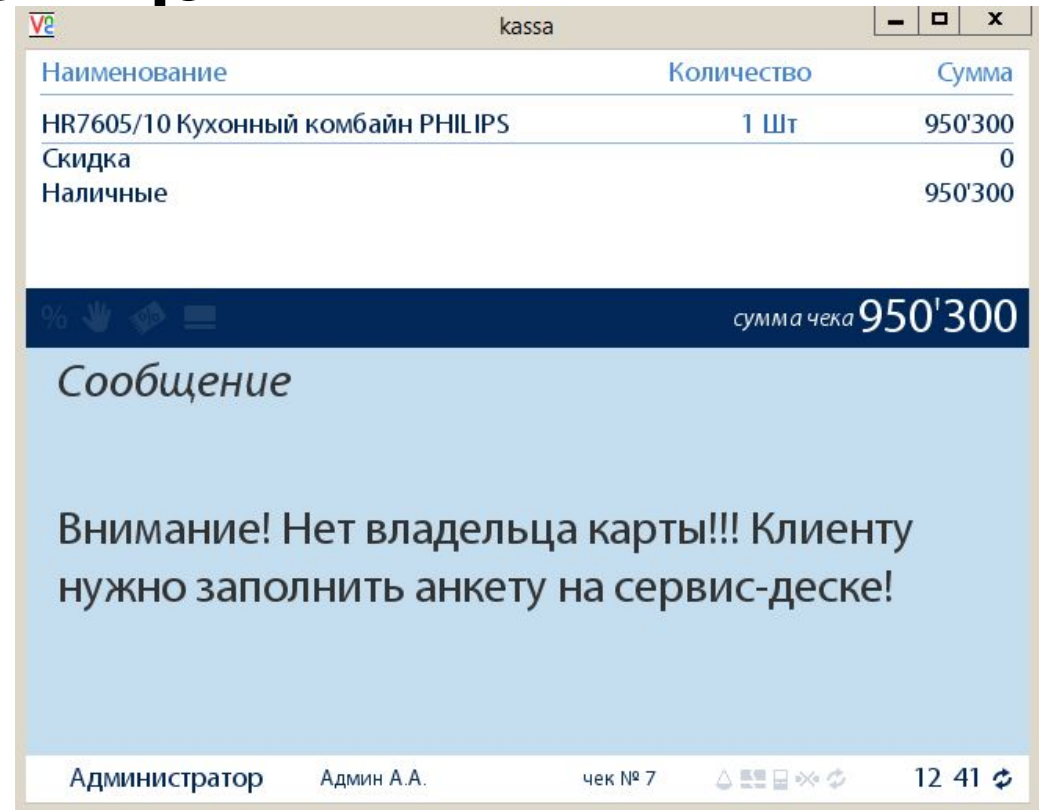 V2 kassa
Наименование Количество Сумма
HR7605/10 Кухонный комбайн PHILIPS 1 Шт 950'300
Скидка 0
Наличные 950'300
% сумма чека 950'300
Сообщение
Внимание! Нет владельца карты!!! Клиенту
нужно заполнить анкету на сервис-деске!
Администратор Админ А.А. чек № 7 12 41